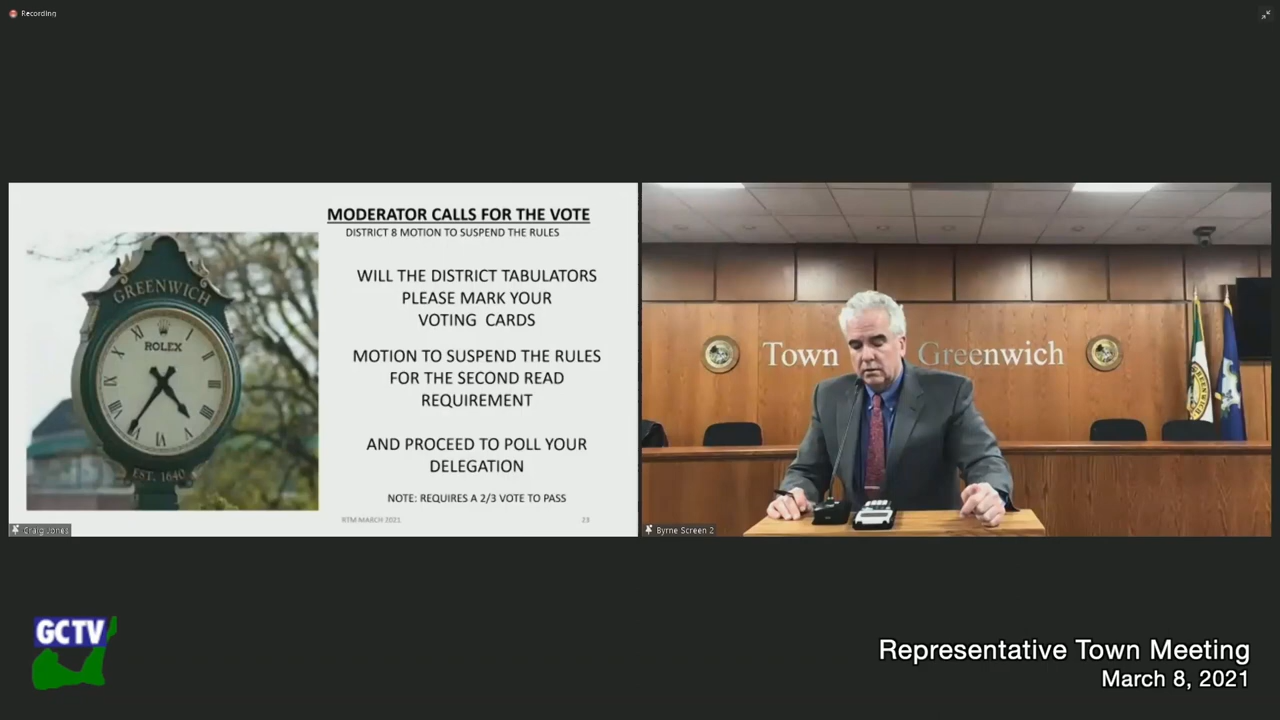 Recording
MODERATOR CALLS FOR THE VOTE
DISTRICT 8 MOTION TO SUSPEND THE RULES
WILL THE DISTRICT TABULATORS
PLEASE MARK YOUR
VOTING CARDS
MOTION TO SUSPEND THE RULES
FOR THE SECOND READ
REQUIREMENT
AND PROCEED TO POLL YOUR
DELEGATION
NOTE: REQUIRES A 2/3 VOTE TO PASS
RTM MARCH 2021
23
GREENWICH
ROLEX
EST. 1640
Craig Jones
Town Greenwich
Byrne Screen 2
GCTV
Representative Town Meeting
March 8, 2021